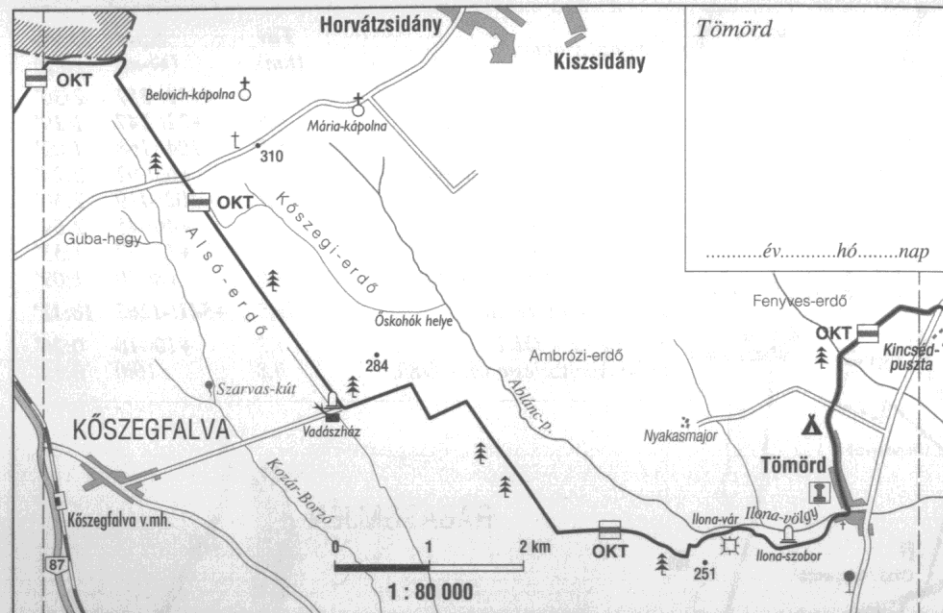 Horvátzsidány
Kiszsidány
Tömörd
OKT
Belovich-kápolna
Mária-kápolna
310
OKT
Kőszegi-erdő
Alsó-erdő
Guba-hegy
..........év..........hó.......nap
Fenyves-erdő
OKT
Kincséd-
puszta
Őskohók helye
Ambrózi-erdő
284
Szarvas-kút
Ablánc-p.
Vadászház
KŐSZEGFALVA
Nyakasmajor
Tömörd
Kozár-Borzó
Kőszegfalva v.mh.
Ilona-vár
Ilona-völgy
Ilona-szobor
OKT
251
87
0 1 2 km
1 : 80 000